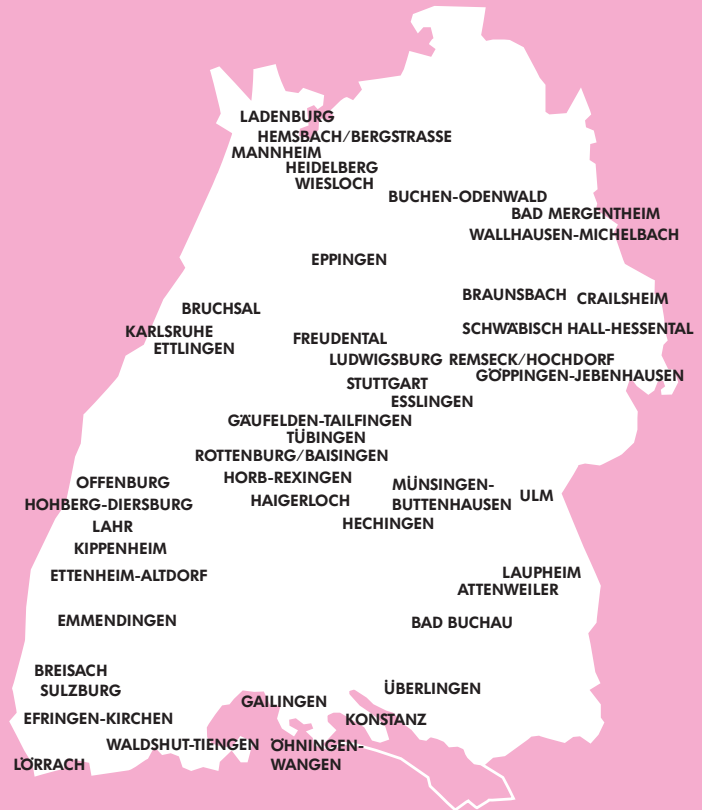 LADENBURG
HEMSBACH/BERGSTRASSE
MANNHEIM
HEIDELBERG
WIESLOCH
BUCHEN-ODENWALD
BAD MERGENTHEIM
WALLHAUSEN-MICHELBACH
EPPINGEN
BRAUNSBACH CRAILSHEIM
BRUCHSAL
KARLSRUHE
SCHWÄBISCH HALL-HESSENTAL
FREUDENTAL
ETTLINGEN
LUDWIGSBURG REMSECK/HOCHDORF
GÖPPINGEN-JEBENHAUSEN
STUTTGART
ESSLINGEN
GÄUFELDEN-TAILFINGEN
TÜBINGEN
ROTTENBURG/BAISINGEN
HORB-REXINGEN
OFFENBURG
MÜNSINGEN-
BUTTENHAUSEN
ULM
HAIGERLOCH
HOHBERG-DIERSBURG
HECHINGEN
LAHR
KIPPENHEIM
ETTENHEIM-ALTDORF
LAUPHEIM
ATTENWEILER
EMMENDINGEN
BAD BUCHAU
BREISACH
SULZBURG
ÜBERLINGEN
GAILINGEN
EFRINGEN-KIRCHEN
KONSTANZ
WALDSHUT-TIENGEN
ÖHNINGEN-
WANGEN
LÖRRACH